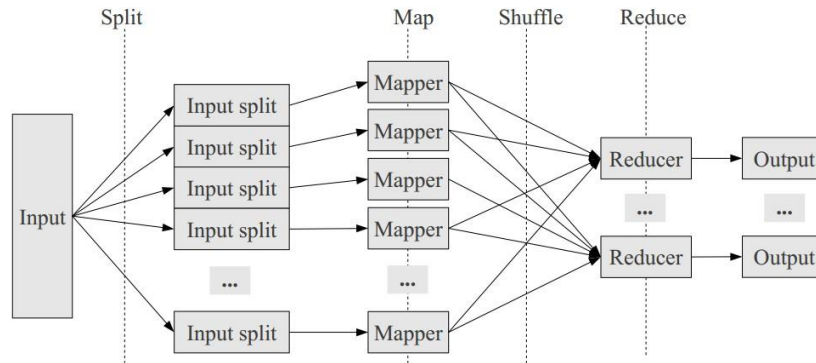 Split
Map
Shuffle
Reduce
Input
Input split
Input split
Input split
Input split
...
Input split
Mapper
Mapper
Mapper
Mapper
...
Mapper
Reducer
...
Reducer
Output
...
Output